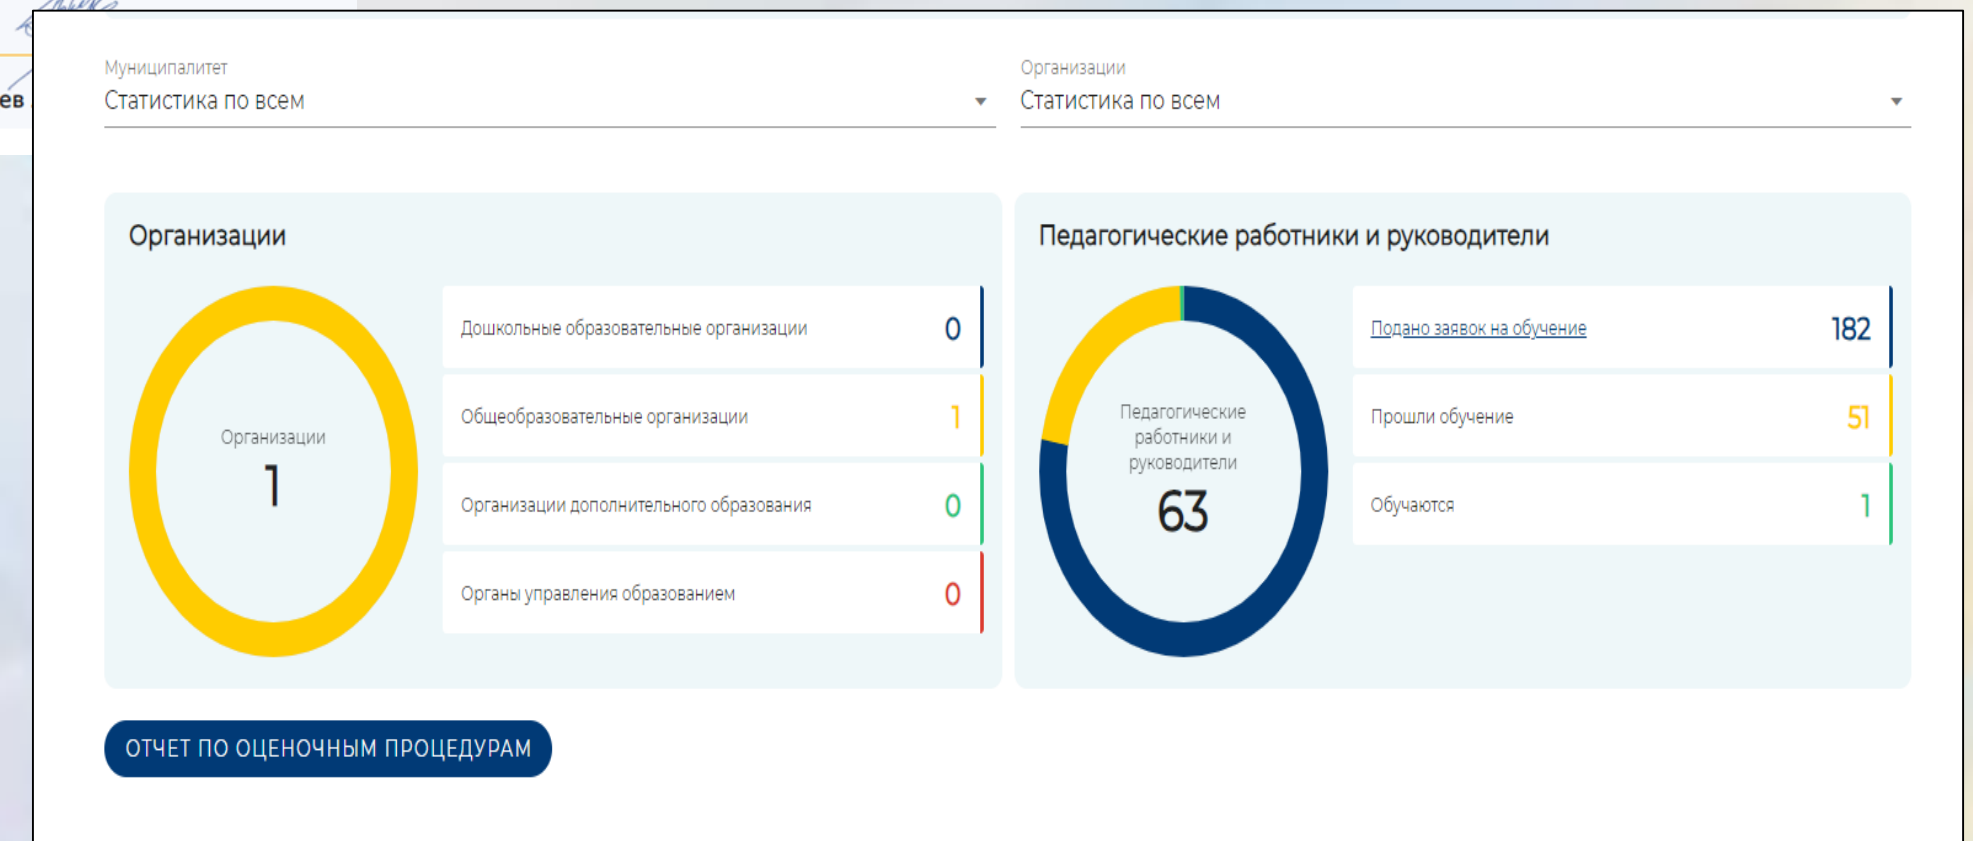 ев
Муниципалитет
Статистика по всем
Организации
Статистика по всем
Организации
Организации
1
Дошкольные образовательные организации 0
Общеобразовательные организации 1
Организации дополнительного образования 0
Органы управления образованием 0
Педагогические работники и руководители
Педагогические
работники и
руководители
63
Подано заявок на обучение 182
Прошли обучение 51
Обучаются 1
ОТЧЕТ ПО ОЦЕНОЧНЫМ ПРОЦЕДУРАМ